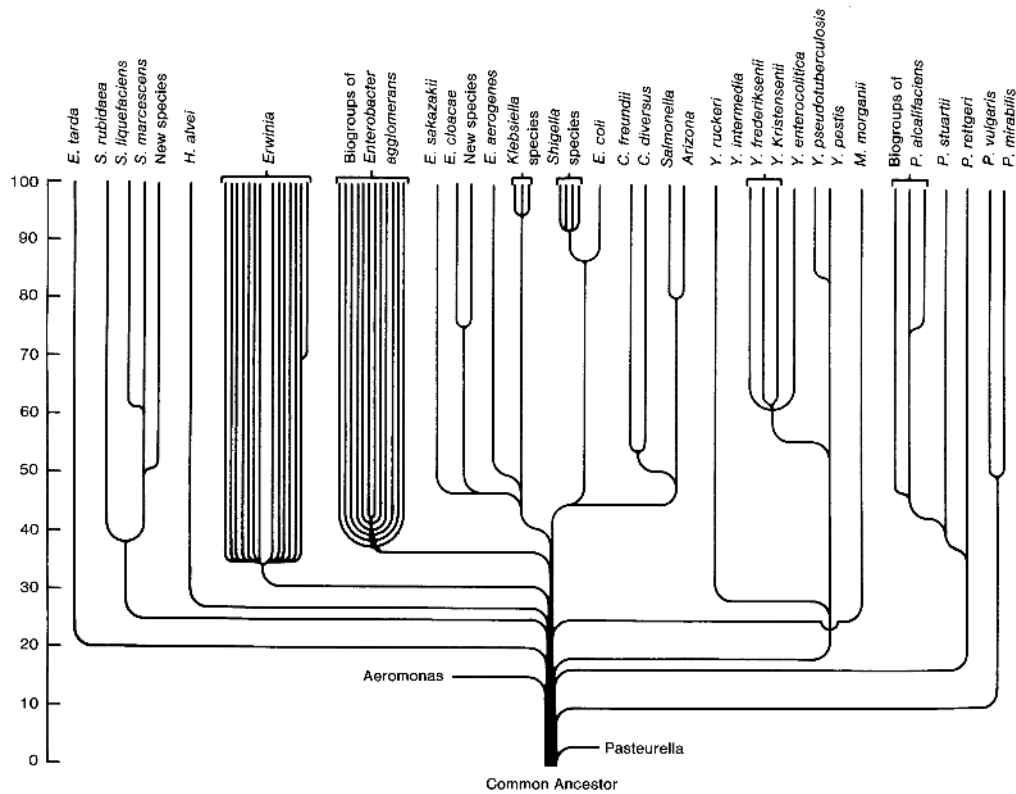 E. tarda
S. rubidaea
S. liquefaciens
S. marcescens
New species
H. alvei
Erwinia
Biogroups of
Enterobacter
agglomerans
E. sakazakii
E. cloacae
New species
E. aerogenes
Klebsiella
species
Shigella
species
E. coli
C. freundii
C. diversus
Salmonella
Arizona
Y. ruckeri
Y. intermedia
Y. frederiksenii
Y. Kristensenii
Y. enterocolitica
Y. pseudotuberculosis
Y. pestis
M. morganii
Biogroups of
P. alcalifaciens
P. stuartii
P. rettgeri
P. vulgaris
P. mirabilis
100
90
80
70
60
50
40
30
20
10
0
Aeromonas
Pasteurella
Common Ancestor